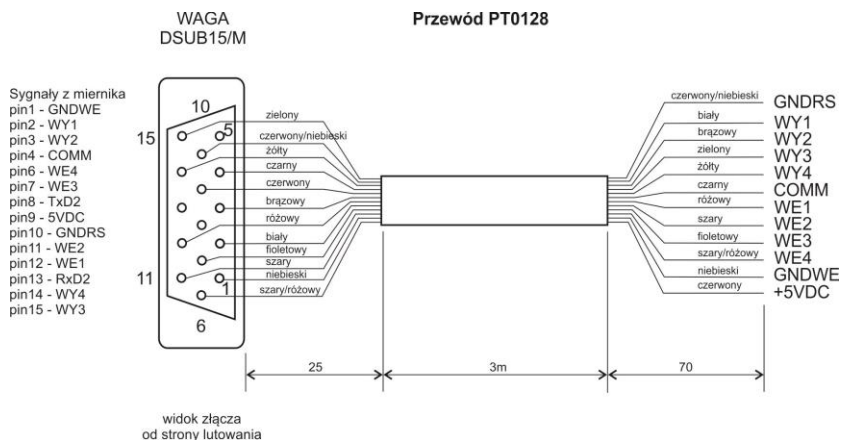 WAGA
DSUB15/M
Przewód PT0128
Sygnały z miernika
pin1 - GNDWE
pin2 - WY1
pin3 - WY2
pin4 - COMM
pin6 - WE4
pin7 - WE3
pin8 - TxD2
pin9 - 5VDC
pin10 - GNDRS
pin11 - WE2
pin12 - WE1
pin13 - RxD2
pin14 - WY4
pin15 - WY3
10
15
5
11
1
6
zielony
czerwony/niebieski
żółty
czarny
czerwony
brązowy
różowy
biały
fioletowy
szary
niebieski
szary/różowy
czerwony/niebieski GNDRS
biały WY1
brązowy WY2
zielony WY3
żółty WY4
czarny COMM
różowy WE1
szary WE2
fioletowy WE3
szary/różowy WE4
niebieski GNDWE
czerwony +5VDC
25
3m
70
widok złącza
od strony lutowania